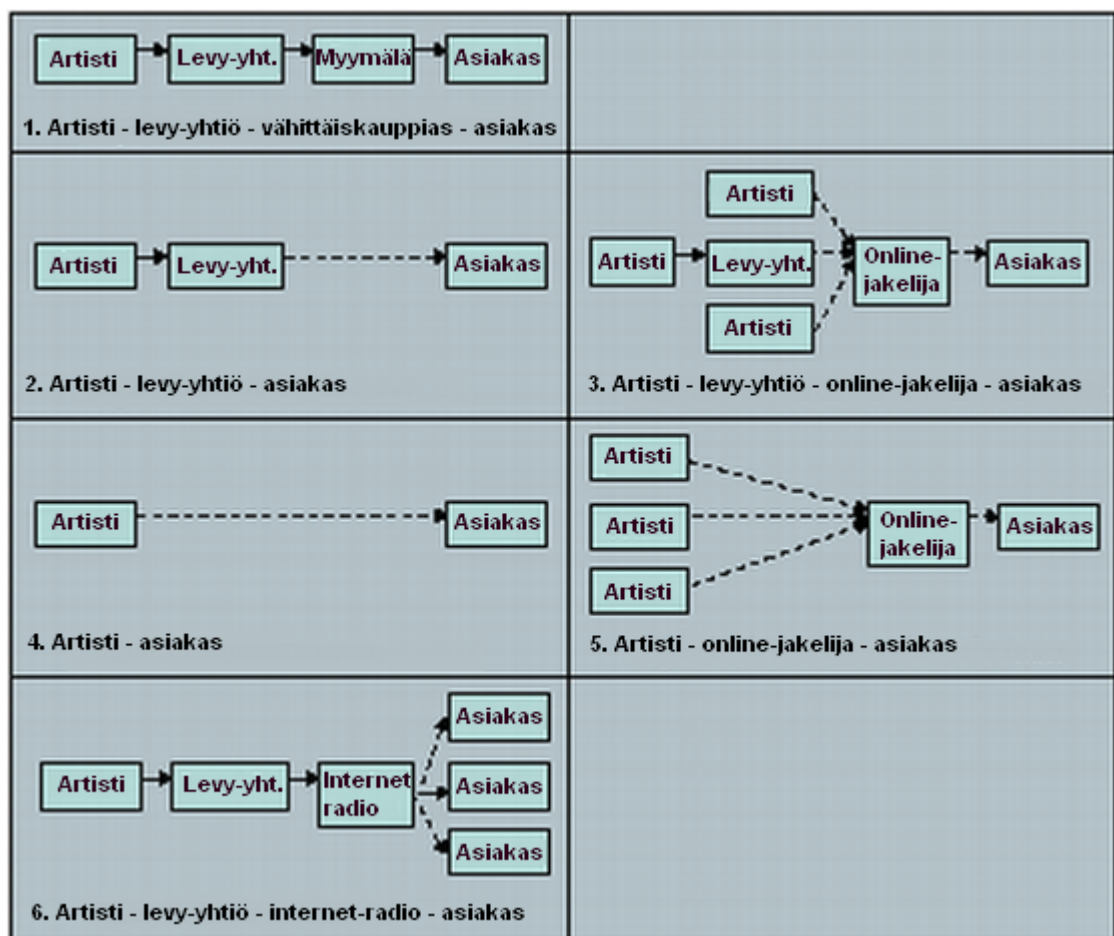 Artisti Levy-yht. Myymälä Asiakas
1. Artisti - levy-yhtiö - vähittäiskauppias - asiakas
Artisti Levy-yht. Asiakas
2. Artisti - levy-yhtiö - asiakas
Artisti
Artisti Levy-yht. Online-
jakelija Asiakas
Artisti
3. Artisti - levy-yhtiö - online-jakelija - asiakas
Artisti Asiakas
4. Artisti - asiakas
Artisti
Artisti Online-
jakelija Asiakas
Artisti
5. Artisti - online-jakelija - asiakas
Asiakas
Artisti Levy-yht. Internet
radio Asiakas
Asiakas
6. Artisti - levy-yhtiö - internet-radio - asiakas